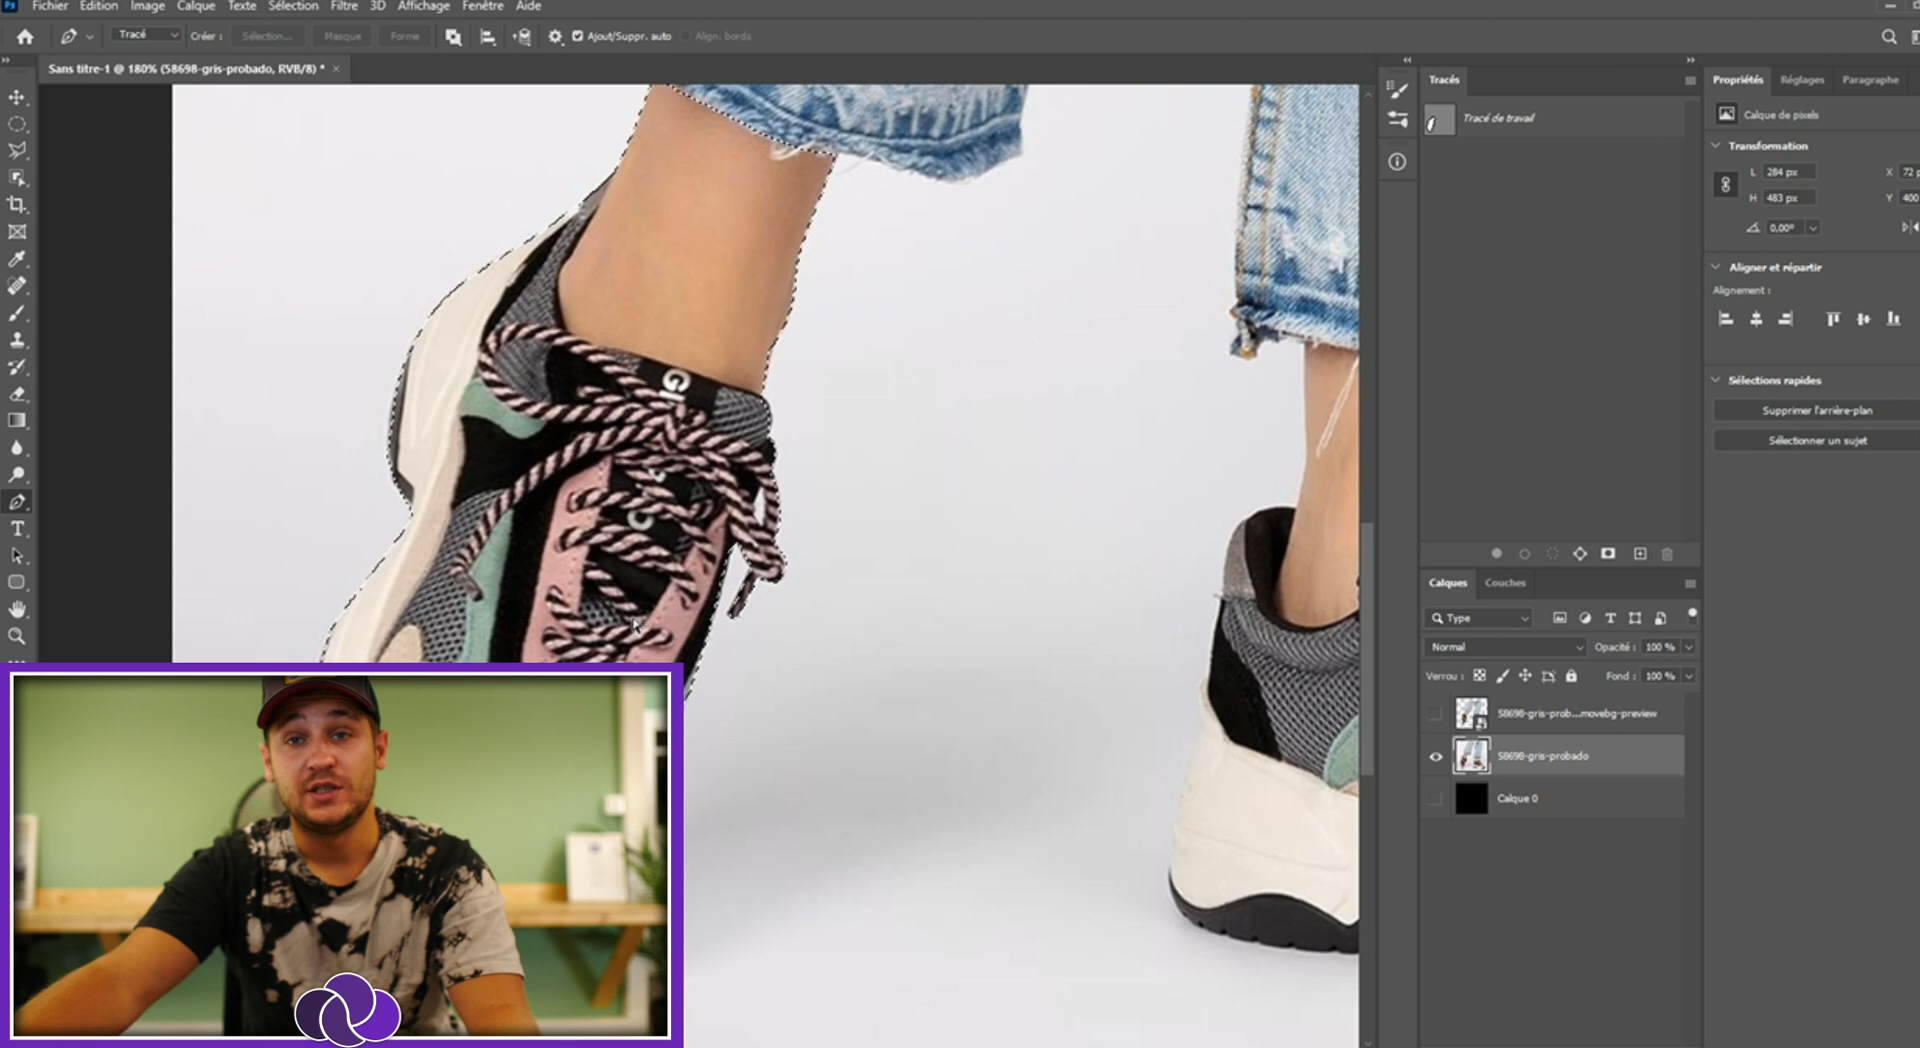 Ps Fichier Edition Image Calque Texte Sélection Filtre 3D Affichage Fenêtre Aide
Tracé Créer : Sélection... Masque Forme Ajout/Suppr. auto Align. bords
Sans titre-1 @ 180% (58698-gris-probado, RVB/8) * ×
Tracés
Tracé de travail
Propriétés Réglages Paragraphe
Calque de pixels
Transformation
L 284 px X 72 p
H 483 px Y 400
0,00°
Aligner et répartir
Alignement :
Sélections rapides
Supprimer l'arrière-plan
Sélectionner un sujet
Calques Couches
Type
Normal Opacité : 100 %
Verrou : Fond : 100 %
58698-gris-prob...movebg-preview
58698-gris-probado
Calque 0
T